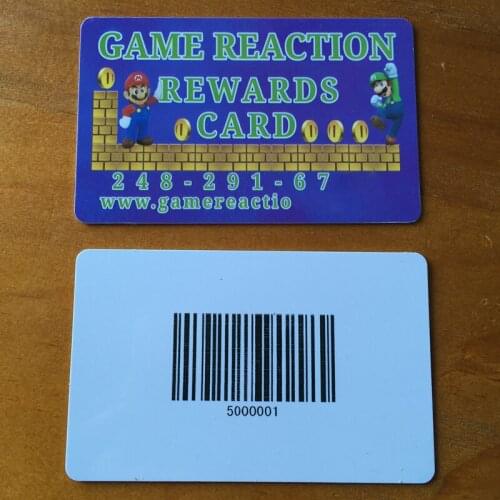 GAME REACTION
REWARDS
CARD
248-291-67
www.gamereactio
5000001